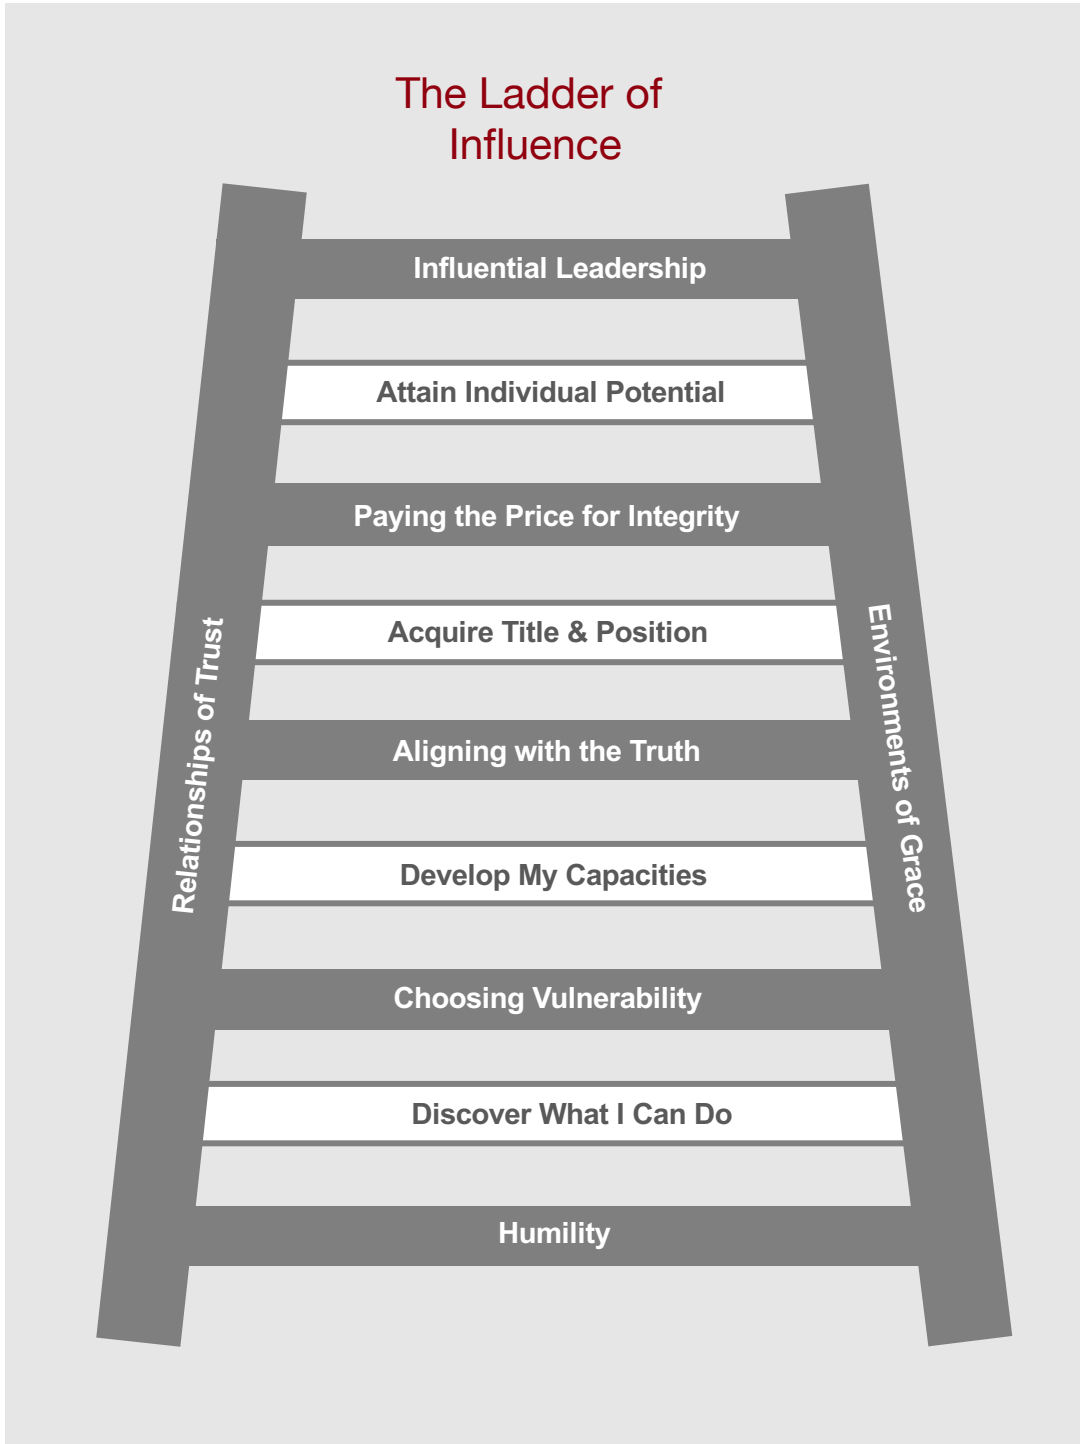 The Ladder of
Influence
Influential Leadership
Attain Individual Potential
Paying the Price for Integrity
Acquire Title & Position
Relationships of Trust
Environments of Grace
Aligning with the Truth
Develop My Capacities
Choosing Vulnerability
Discover What I Can Do
Humility